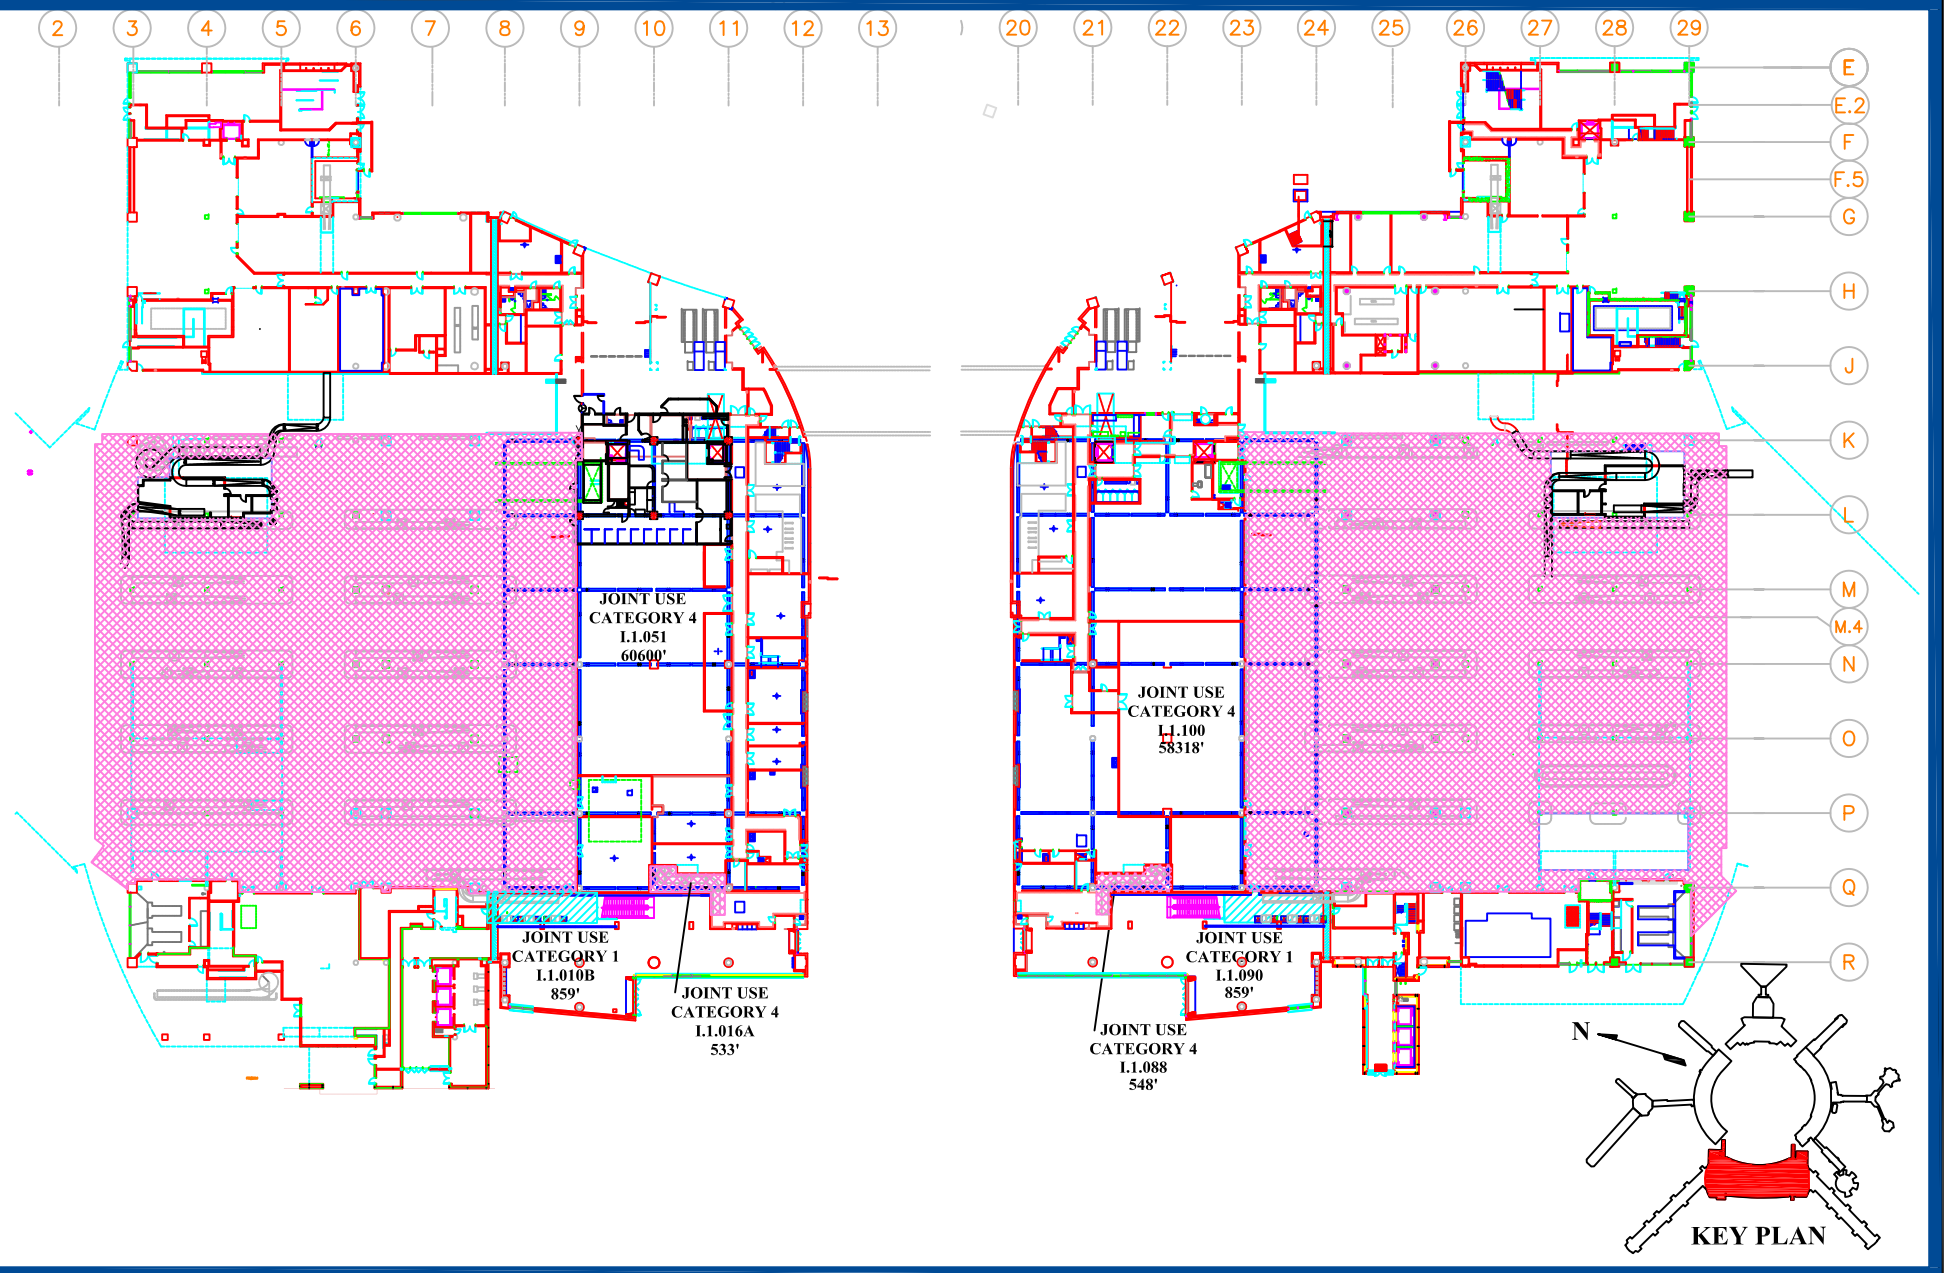 2 3 4 5 6 7 8 9 10 11 12 13 20 21 22 23 24 25 26 27 28 29
E
E.2
F
F.5
G
H
J
K
L
M
M.4
N
O
P
Q
R
JOINT USE
CATEGORY 4
I.1.051
60600'
JOINT USE
CATEGORY 4
I.1.100
58318'
JOINT USE
CATEGORY 1
I.1.010B
859'
JOINT USE
CATEGORY 4
I.1.016A
533'
JOINT USE
CATEGORY 1
I.1.090
859'
JOINT USE
CATEGORY 4
I.1.088
548'
N
KEY PLAN